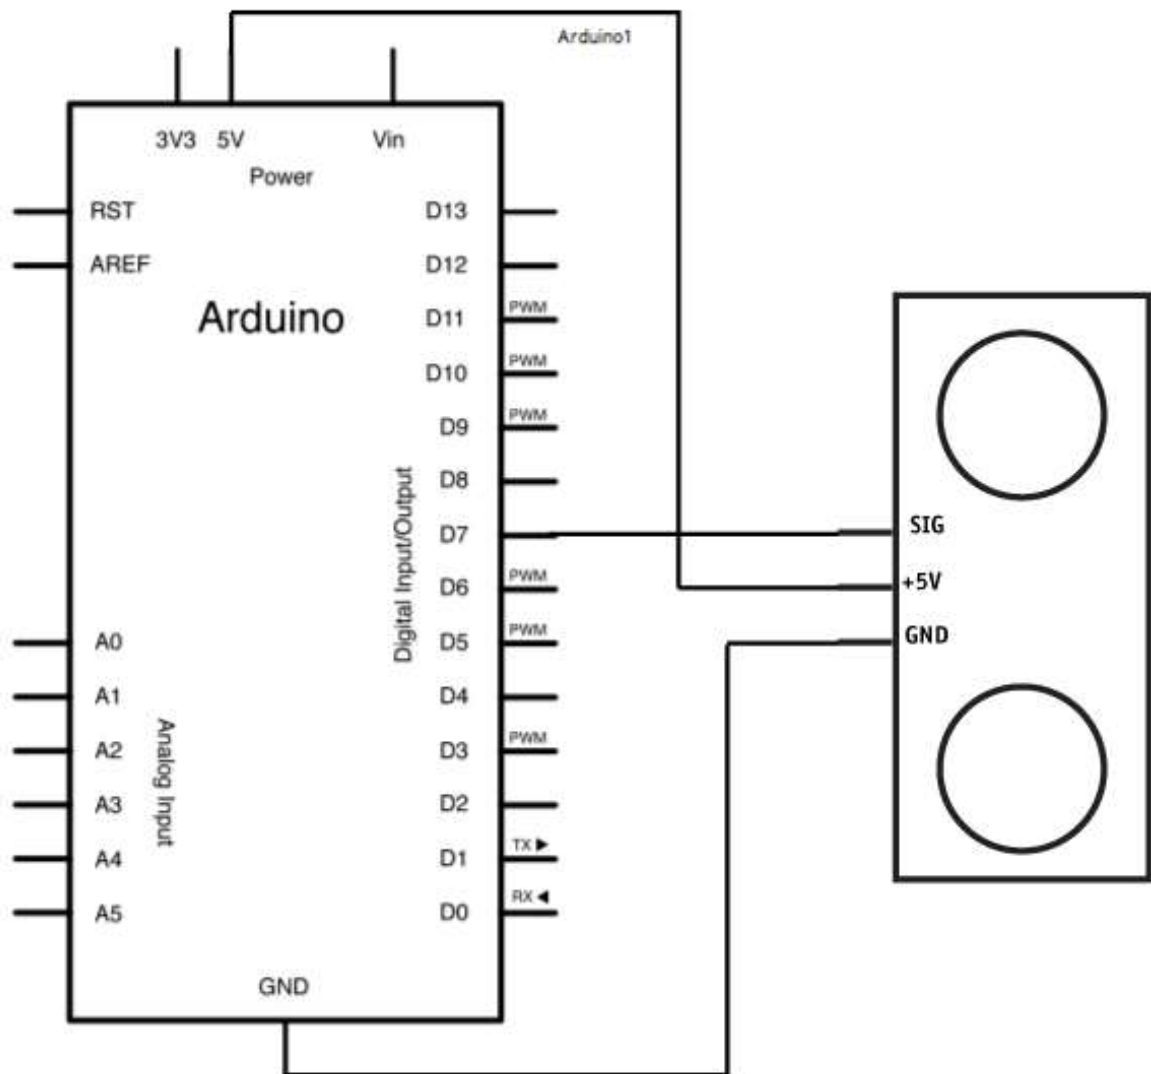 Arduino1
3V3 5V Vin
Power
RST D13
AREF D12
Arduino
D11 PWM
D10 PWM
D9 PWM
D8
Digital Input/Output
D7
D6 PWM
A0 D5 PWM
A1 D4
A2 D3 PWM
Analog Input
A3 D2
A4 D1 TX ▶
A5 D0 RX ◀
GND
SIG
+5V
GND